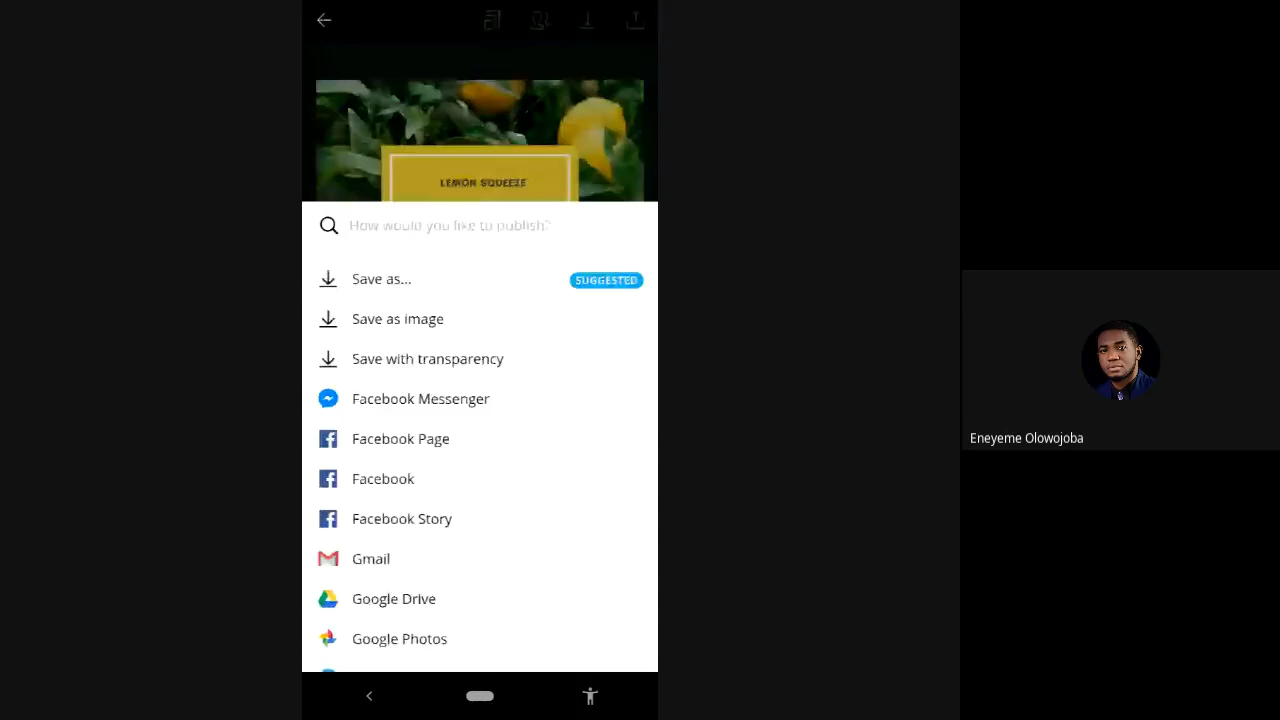 LEMON SQUEEZE
How would you like to publish?
Save as...
SUGGESTED
Save as image
Save with transparency
Facebook Messenger
Facebook Page
Facebook
Facebook Story
Gmail
Google Drive
Google Photos
Eneyeme Olowojoba